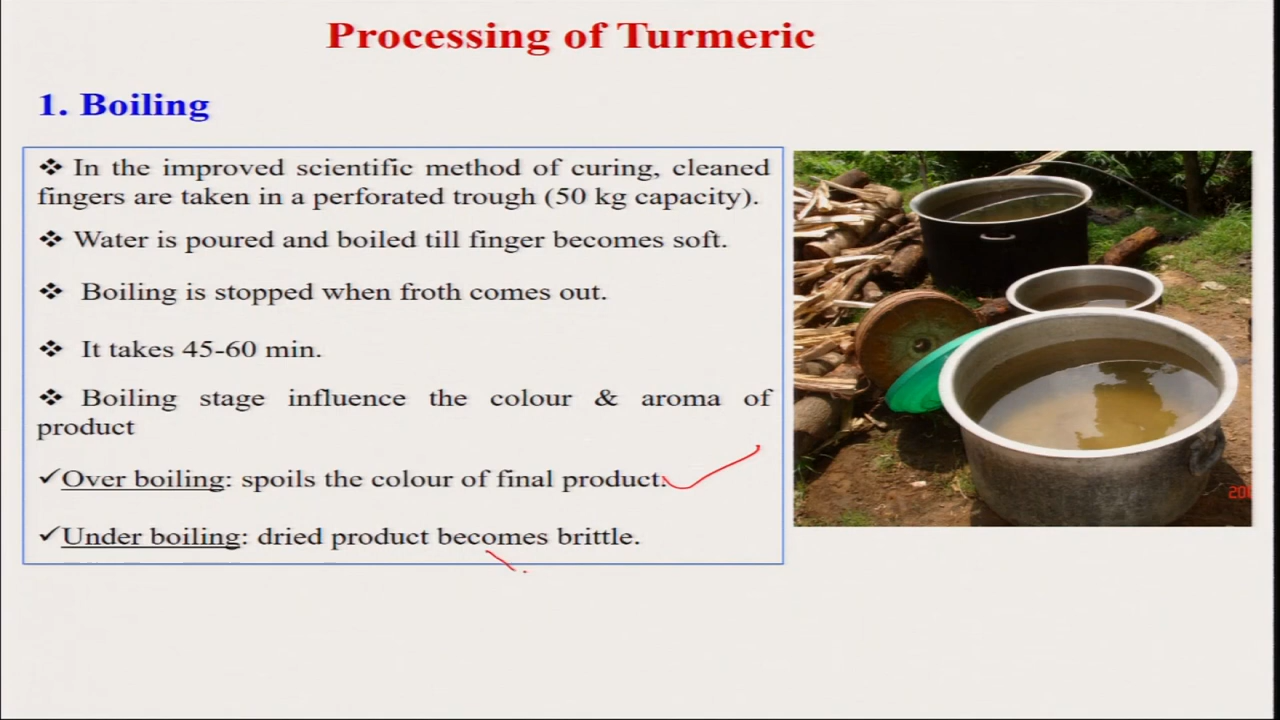 Processing of Turmeric
1. Boiling
❖ In the improved scientific method of curing, cleaned
fingers are taken in a perforated trough (50 kg capacity).
❖ Water is poured and boiled till finger becomes soft.
❖ Boiling is stopped when froth comes out.
❖ It takes 45-60 min.
❖ Boiling stage influence the colour & aroma of
product
✓Over boiling: spoils the colour of final product.
✓Under boiling: dried product becomes brittle.